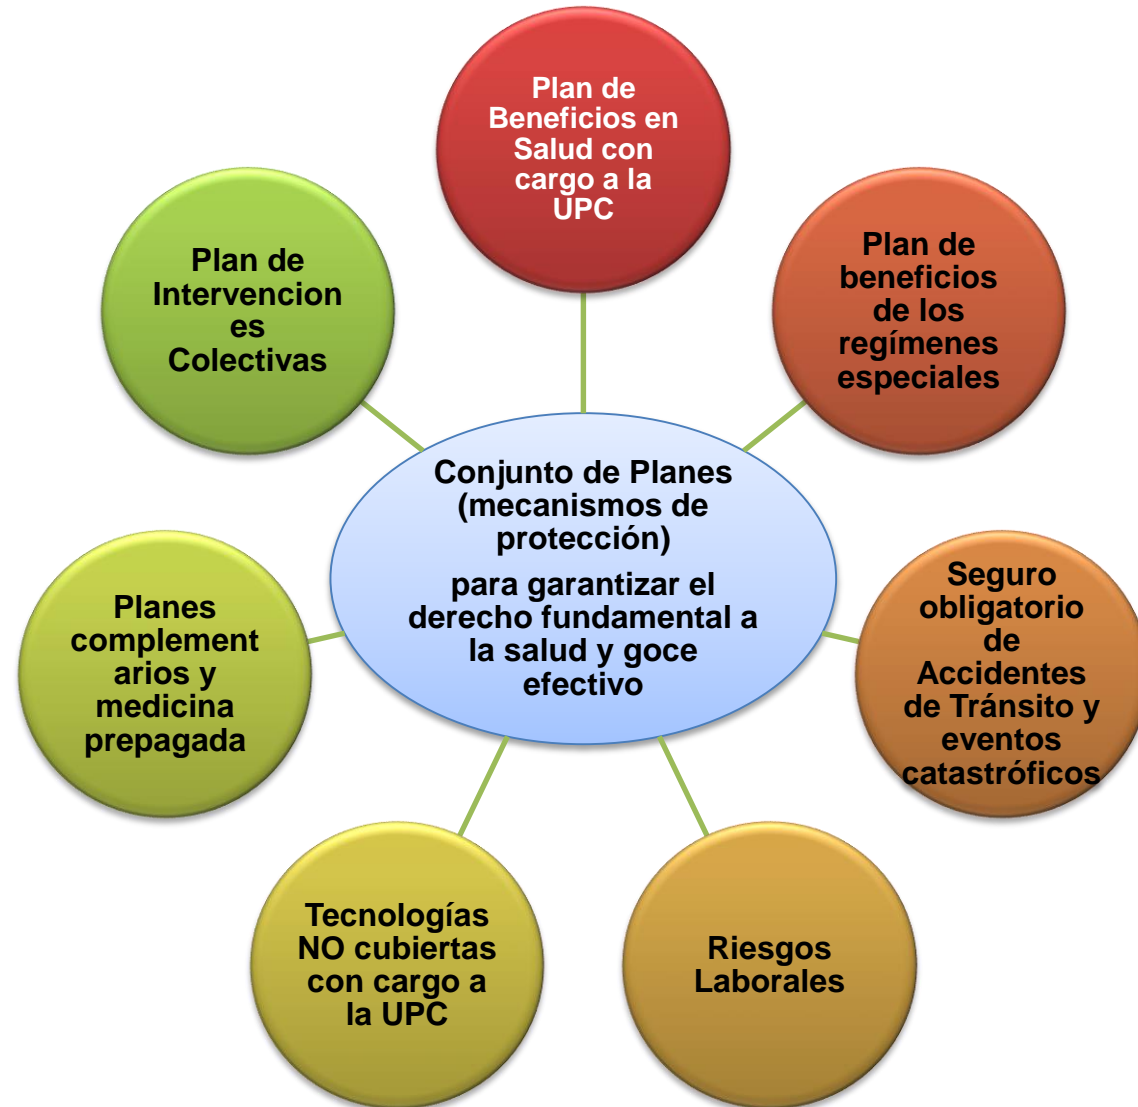 Plan de
Beneficios en
Salud con
cargo a la
UPC
Plan de
beneficios
de los
regímenes
especiales
Seguro
obligatorio
de
Accidentes
de Tránsito y
eventos
catastróficos
Riesgos
Laborales
Tecnologías
NO cubiertas
con cargo a
la UPC
Planes
complement
arios y
medicina
prepagada
Plan de
Intervencion
es
Colectivas
Conjunto de Planes
(mecanismos de
protección)
para garantizar el
derecho fundamental a
la salud y goce
efectivo